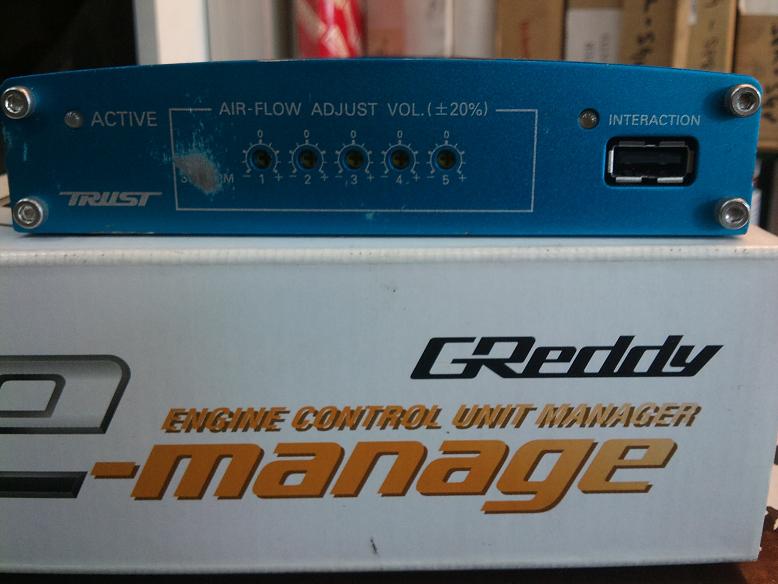 ACTIVE
AIR-FLOW ADJUST VOL.(±20%)
INTERACTION
0 0 0 0 0
- 1 + - 2 + - 3 + - 4 + - 5 +
TRUST
GReddy
ENGINE CONTROL UNIT MANAGER
e-manage